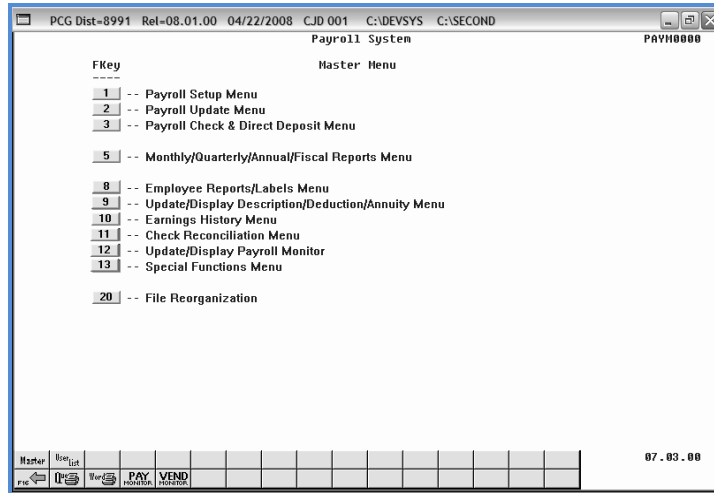 PCG Dist=8991 Rel=08.01.00 04/22/2008 CJD 001 C:\DEVSYS C:\SECOND
Payroll System PAYM0000
FKey Master Menu
----
1 -- Payroll Setup Menu
2 -- Payroll Update Menu
3 -- Payroll Check & Direct Deposit Menu
5 -- Monthly/Quarterly/Annual/Fiscal Reports Menu
8 -- Employee Reports/Labels Menu
9 -- Update/Display Description/Deduction/Annuity Menu
10 -- Earnings History Menu
11 -- Check Reconciliation Menu
12 -- Update/Display Payroll Monitor
13 -- Special Functions Menu
20 -- File Reorganization
Master User list 07.03.00
F16 Que Word PAY MONITOR VEND MONITOR